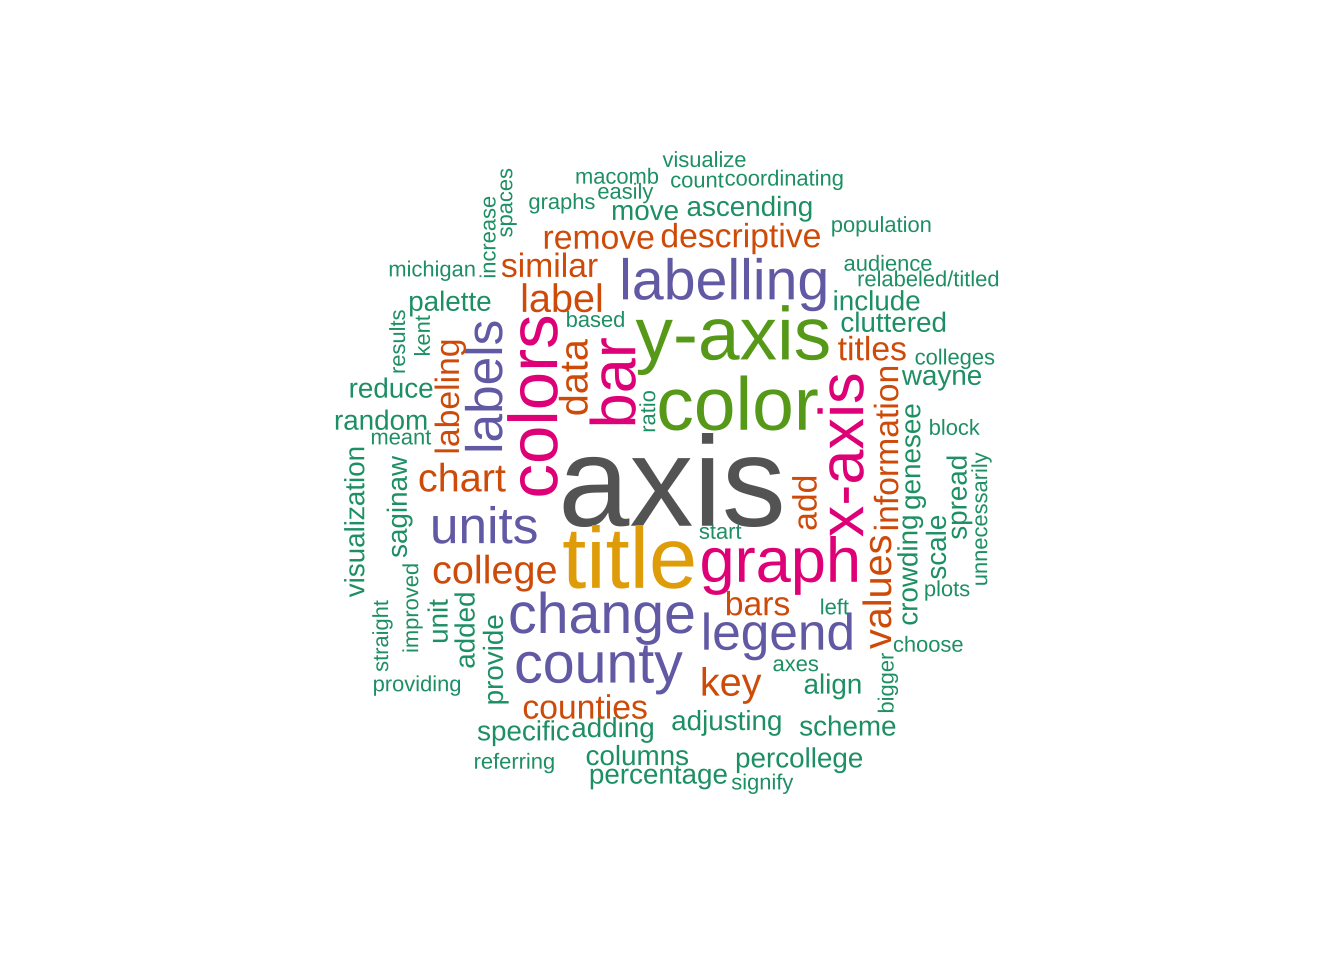 visualize
macomb
count
coordinating
easily
spaces
graphs
move
ascending
increase
population
remove
descriptive
michigan
similar
labelling
audience
relabeled/titled
palette
label
include
based
y-axis
cluttered
results
kent
labels
colors
data
bar
titles
colleges
labeling
reduce
ratio
color
x-axis
information
wayne
random
meant
genesee
block
axis
chart
add
visualization
saginaw
spread
unnecessarily
units
start
title
graph
scale
crowding
college
values
plots
improved
straight
unit
added
change
bars
left
legend
provide
county
axes
choose
providing
key
align
bigger
counties
specific
adding
adjusting
scheme
referring
columns
percollege
percentage
signify